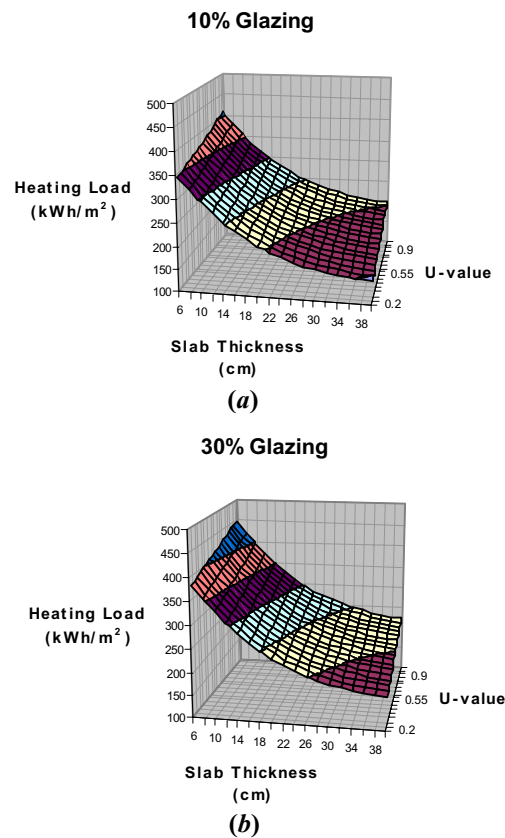 10% Glazing
500
450
400
350
300
250
200
150
100
Heating Load
(kWh/m²)
6 10 14 18 22 26 30 34 38
0.9
0.55
0.2
U-value
Slab Thickness
(cm)
(a)
30% Glazing
500
450
400
350
300
250
200
150
100
Heating Load
(kWh/m²)
6 10 14 18 22 26 30 34 38
0.9
0.55
0.2
U-value
Slab Thickness
(cm)
(b)